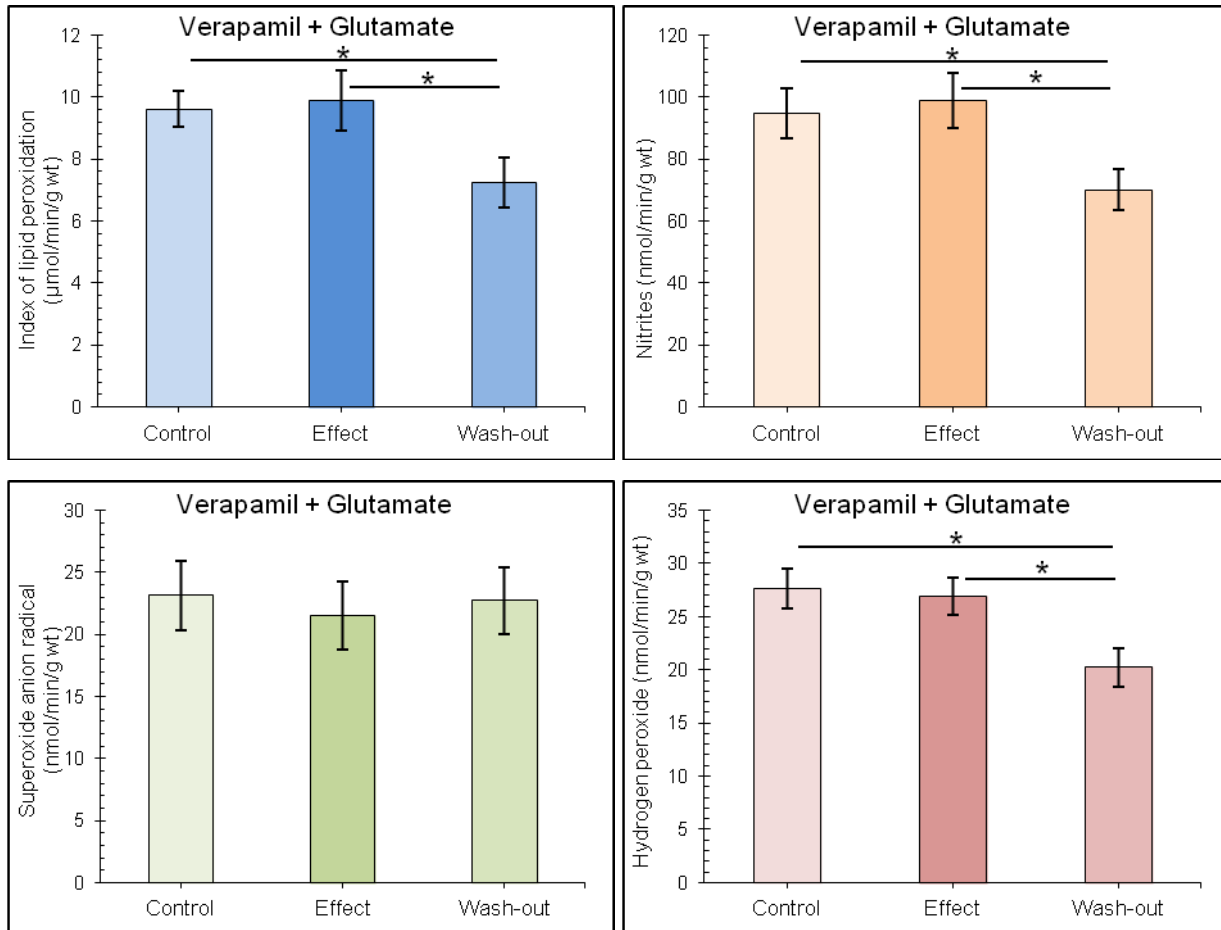 Verapamil + Glutamate
*
*
Index of lipid peroxidation
(μmol/min/g wt)
12
10
8
6
4
2
0
Control Effect Wash-out
Verapamil + Glutamate
*
*
Nitrites (nmol/min/g wt)
120
100
80
60
40
20
0
Control Effect Wash-out
Verapamil + Glutamate
Superoxide anion radical
(nmol/min/g wt)
30
25
20
15
10
5
0
Control Effect Wash-out
Verapamil + Glutamate
*
*
Hydrogen peroxide (nmol/min/g wt)
35
30
25
20
15
10
5
0
Control Effect Wash-out